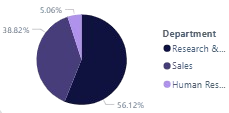 5.06%
38.82%
56.12%
Department
Research &...
Sales
Human Res...